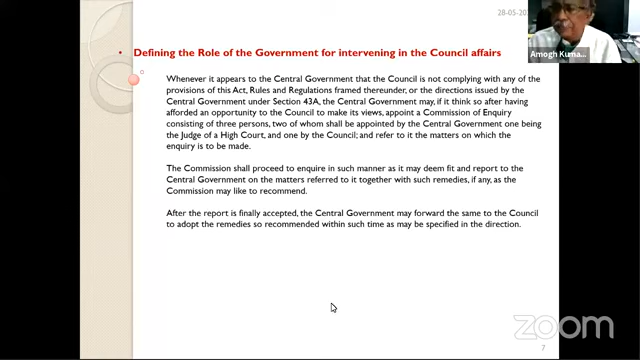 28-05-20
Amogh Kuma...
Defining the Role of the Government for intervening in the Council affairs
Whenever it appears to the Central Government that the Council is not complying with any of the
provisions of this Act, Rules and Regulations framed thereunder, or the directions issued by the
Central Government under Section 43A, the Central Government may, if it think so after having
afforded an opportunity to the Council to make its views, appoint a Commission of Enquiry
consisting of three persons, two of whom shall be appointed by the Central Government one being
the Judge of a High Court, and one by the Council; and refer to it the matters on which the
enquiry is to be made.
The Commission shall proceed to enquire in such manner as it may deem fit and report to the
Central Government on the matters referred to it together with such remedies, if any, as the
Commission may like to recommend.
After the report is finally accepted, the Central Government may forward the same to the Council
to adopt the remedies so recommended within such time as may be specified in the direction.
zoom
7